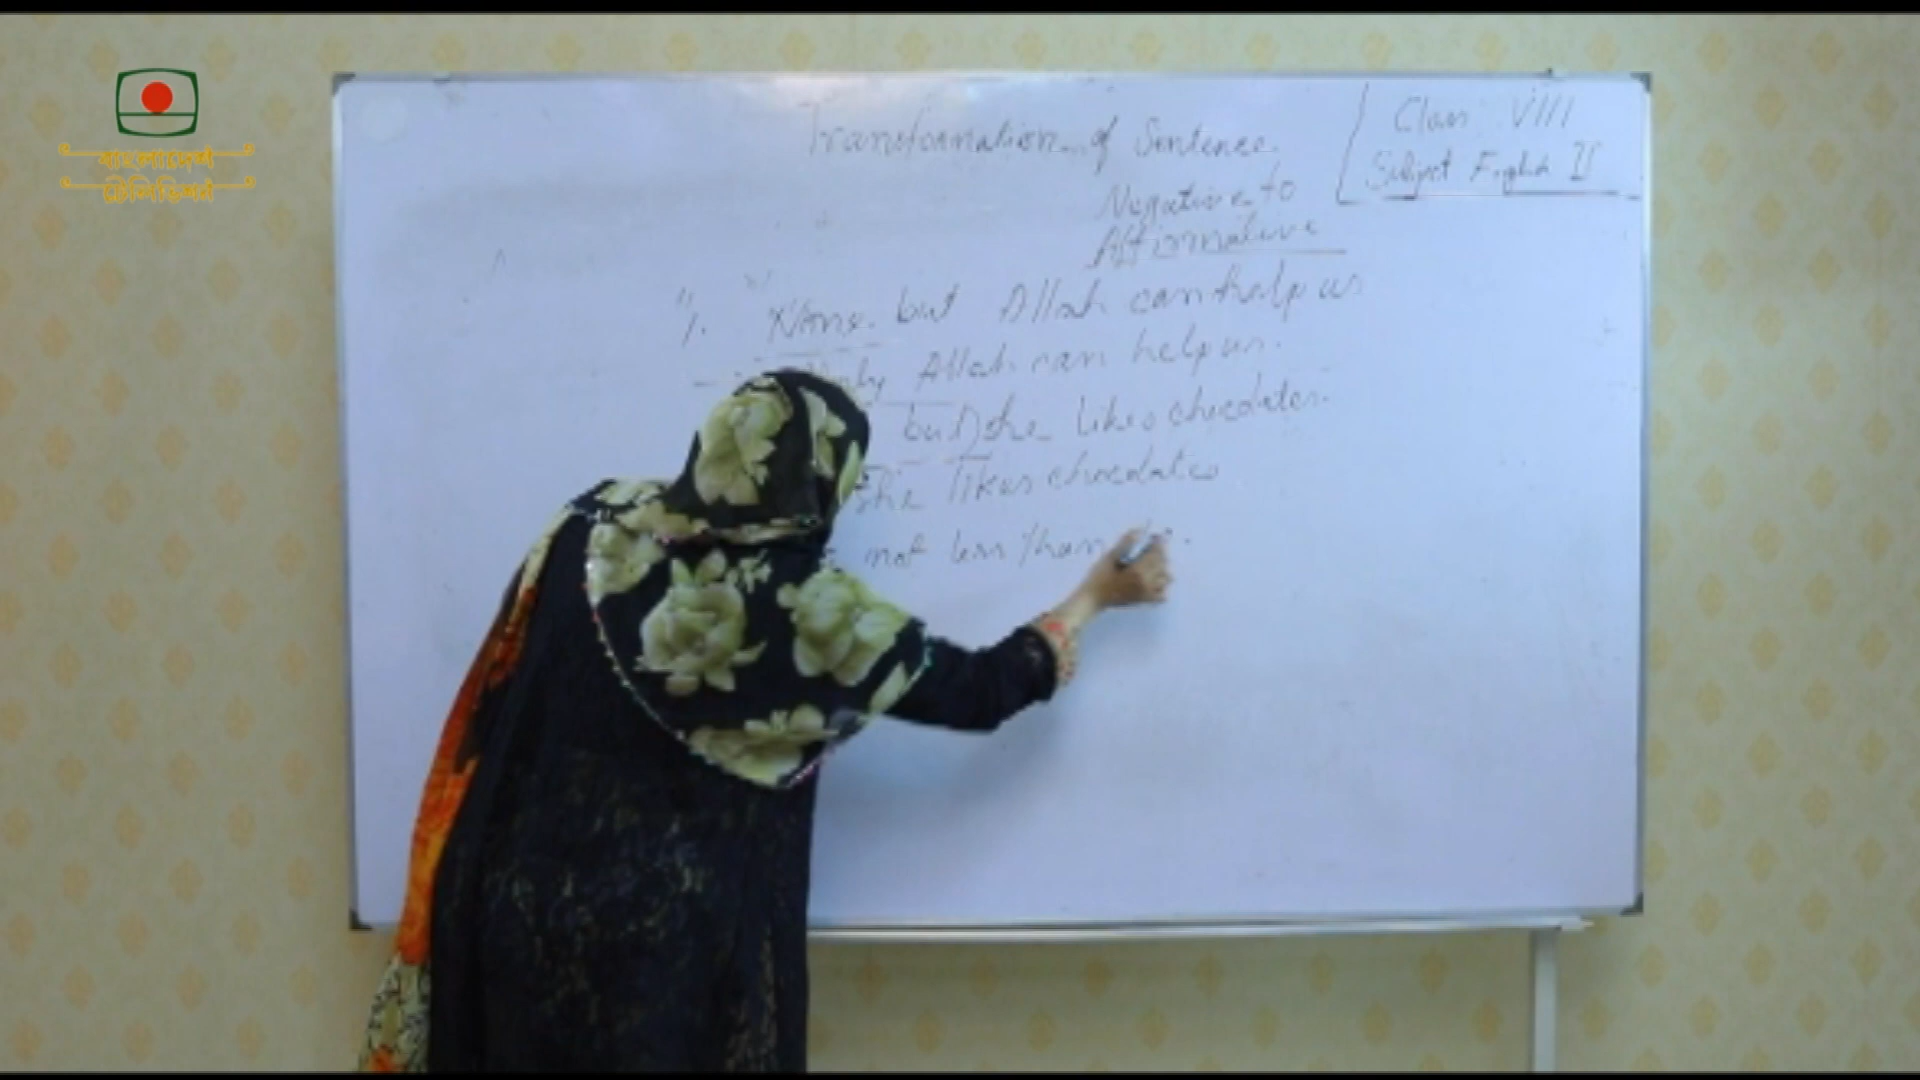 বাংলাদেশ
টেলিভিশন
Transformation of Sentence
Class VIII
Subject English II
Negative to
Affirmative
1. None but Allah can help us
Only Allah can help us.
but she likes chocolates.
She likes chocolates
not less than